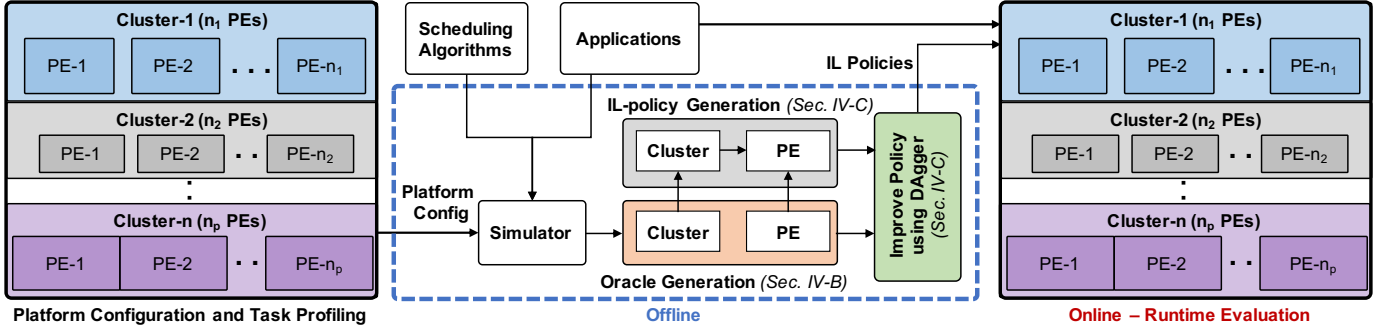 Cluster-1 (n1 PEs)
PE-1
PE-2
. . .
PE-n1
Cluster-2 (n2 PEs)
PE-1
PE-2
. .
PE-n2
:
Cluster-n (np PEs)
PE-1
PE-2
. .
PE-np
Platform Configuration and Task Profiling
Scheduling
Algorithms
Applications
IL Policies
Platform
Config
Simulator
IL-policy Generation (Sec. IV-C)
Cluster
PE
Cluster
PE
Oracle Generation (Sec. IV-B)
Improve Policy
using DAgger
(Sec. IV-C)
Offline
Cluster-1 (n1 PEs)
PE-1
PE-2
. . .
PE-n1
Cluster-2 (n2 PEs)
PE-1
PE-2
. .
PE-n2
:
Cluster-n (np PEs)
PE-1
PE-2
. .
PE-np
Online – Runtime Evaluation